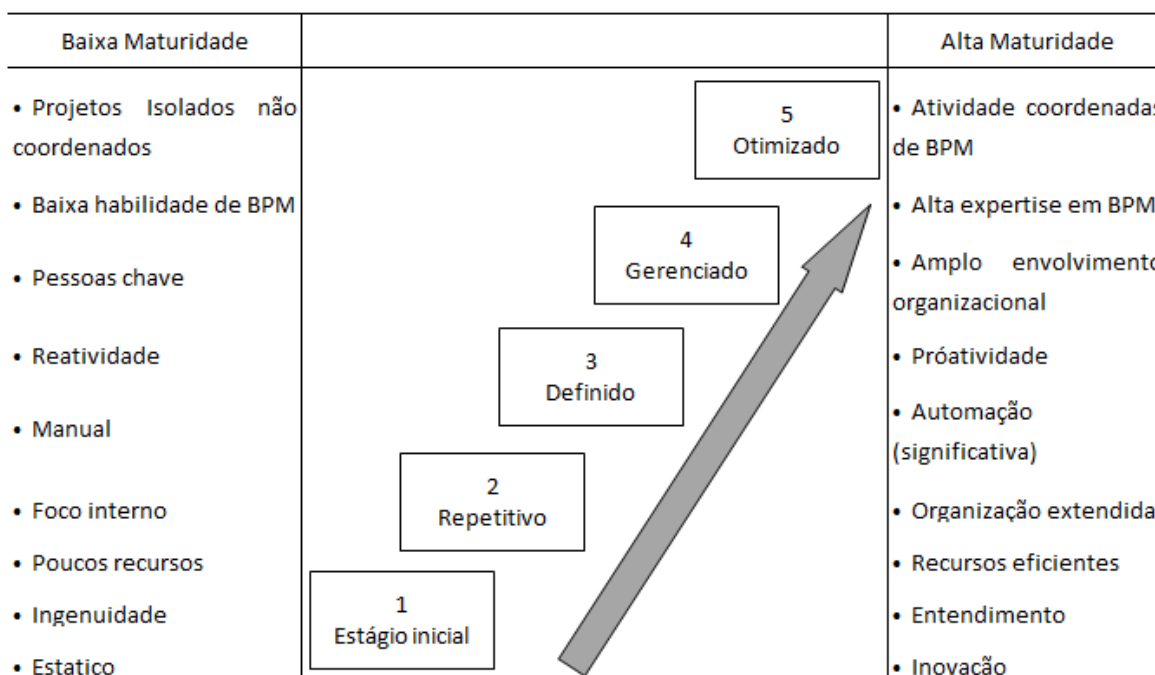 Baixa Maturidade
Alta Maturidade
• Projetos Isolados não
coordenados
• Baixa habilidade de BPM
• Pessoas chave
• Reatividade
• Manual
• Foco interno
• Poucos recursos
• Ingenuidade
• Estatico
5
Otimizado
4
Gerenciado
3
Definido
2
Repetitivo
1
Estágio inicial
• Atividade coordenadas
de BPM
• Alta expertise em BPM
• Amplo envolvimento
organizacional
• Próatividade
• Automação
(significativa)
• Organização extendida
• Recursos eficientes
• Entendimento
• Inovação